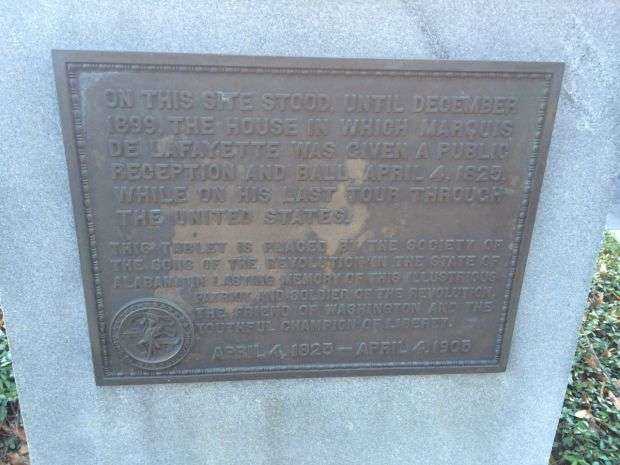 ON THIS SITE STOOD, UNTIL DECEMBER
1899, THE HOUSE IN WHICH MARQUIS
DE LAFAYETTE WAS GIVEN A PUBLIC
RECEPTION AND BALL, APRIL 4, 1825,
WHILE ON HIS LAST TOUR THROUGH
THE UNITED STATES.
THIS TABLET IS PLACED BY THE SOCIETY OF
THE SONS OF THE REVOLUTION IN THE STATE OF
ALABAMA IN LASTING MEMORY OF THIS ILLUSTRIOUS
PATRIOT AND SOLDIER OF THE REVOLUTION,
THE FRIEND OF WASHINGTON AND THE
YOUTHFUL CHAMPION OF LIBERTY.
APRIL 4, 1825 — APRIL 4, 1905